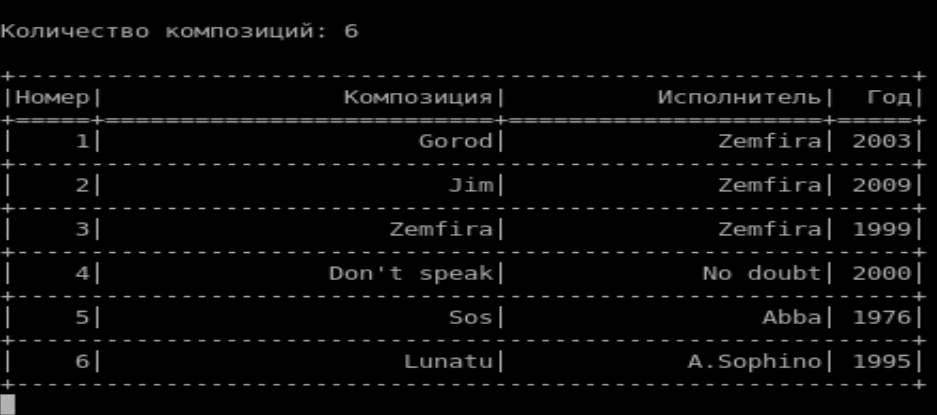 Количество композиций: 6
+-------------------------------------------------------------+
|Номер|                Композиция|          Исполнитель|  Год|
+=====+==========================+=====================+=====+
|    1|                     Gorod|              Zemfira| 2003|
+-------------------------------------------------------------+
|    2|                       Jim|              Zemfira| 2009|
+-------------------------------------------------------------+
|    3|                   Zemfira|              Zemfira| 1999|
+-------------------------------------------------------------+
|    4|               Don't speak|             No doubt| 2000|
+-------------------------------------------------------------+
|    5|                       Sos|                 Abba| 1976|
+-------------------------------------------------------------+
|    6|                    Lunatu|            A.Sophino| 1995|
+-------------------------------------------------------------+